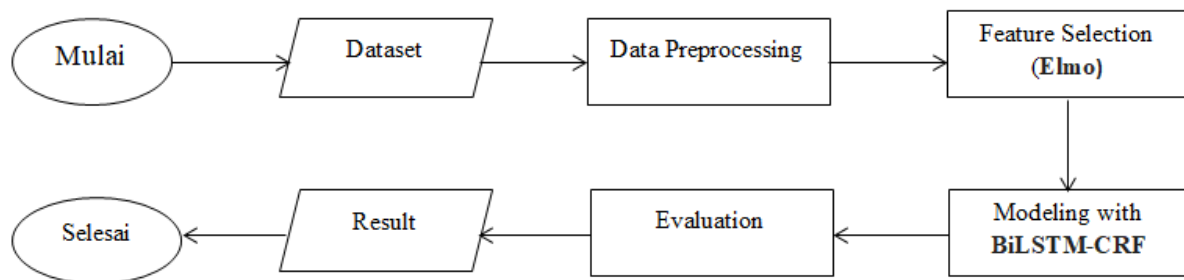 Mulai
Dataset
Data Preprocessing
Feature Selection
(Elmo)
Modeling with
BiLSTM-CRF
Evaluation
Result
Selesai